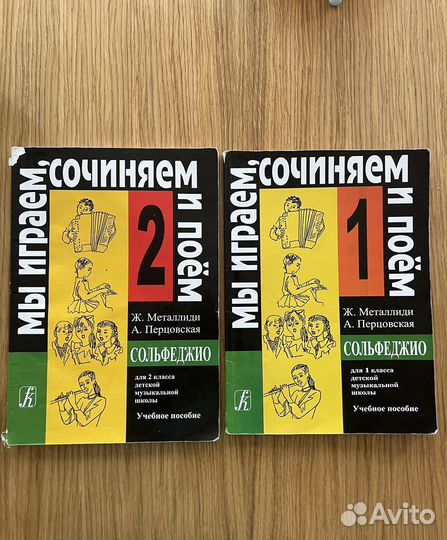 мы играем, сочиняем и поём
2
Ж. Металлиди
А. Перцовская
СОЛЬФЕДЖИО
для 2 класса
детской
музыкальной
школы
Учебное пособие
мы играем, сочиняем и поём
1
Ж. Металлиди
А. Перцовская
СОЛЬФЕДЖИО
для 1 класса
детской
музыкальной
школы
Учебное пособие
Avito